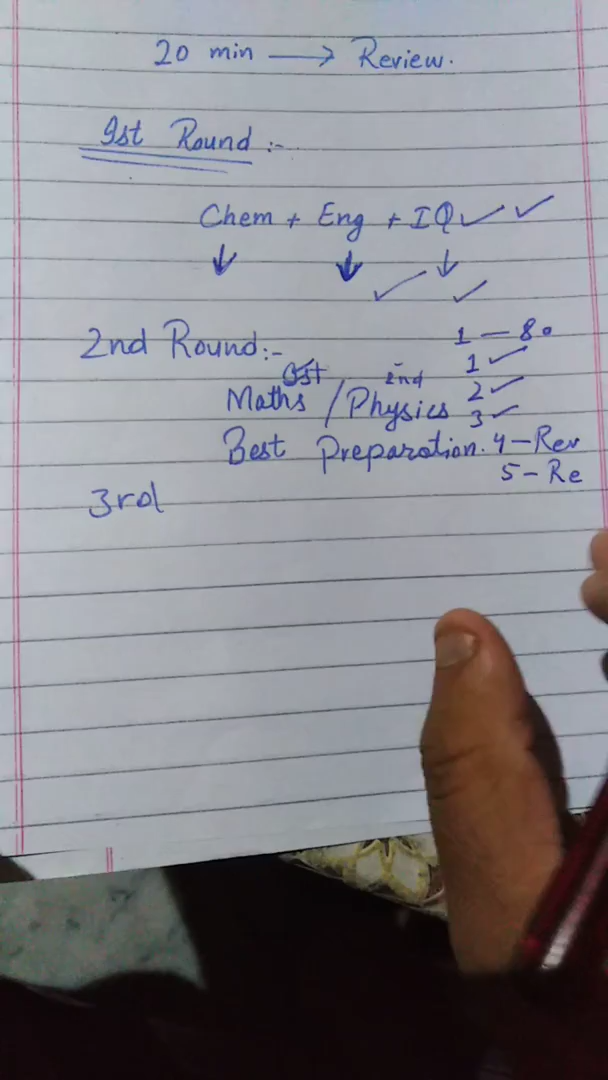 20 min → Review.
1st Round :-
Chem + Eng + IQ ✓ ✓
↓ ↓ ↓
✓ ✓
2nd Round:-
1st 2nd
Maths / Physics
Best Preparation.
1 — 80
1 ✓
2 ✓
3 ✓
4 - Rev
5 - Re
3rd